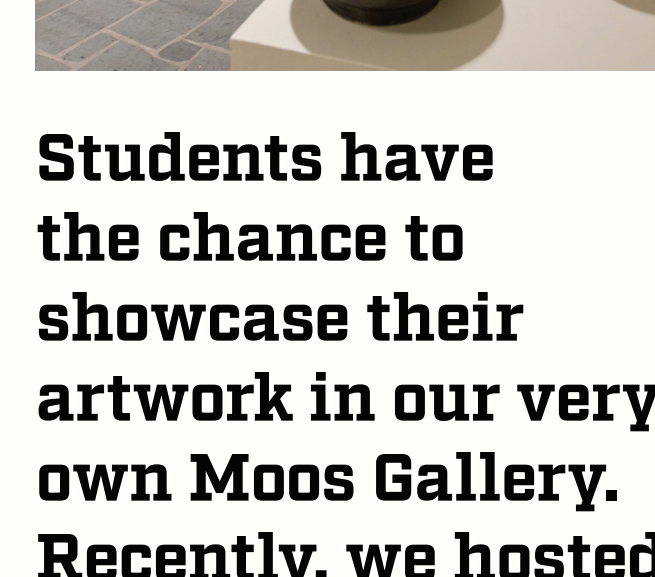 Students have
the chance to
showcase their
artwork in our very
own Moos Gallery.
Recently, we hosted